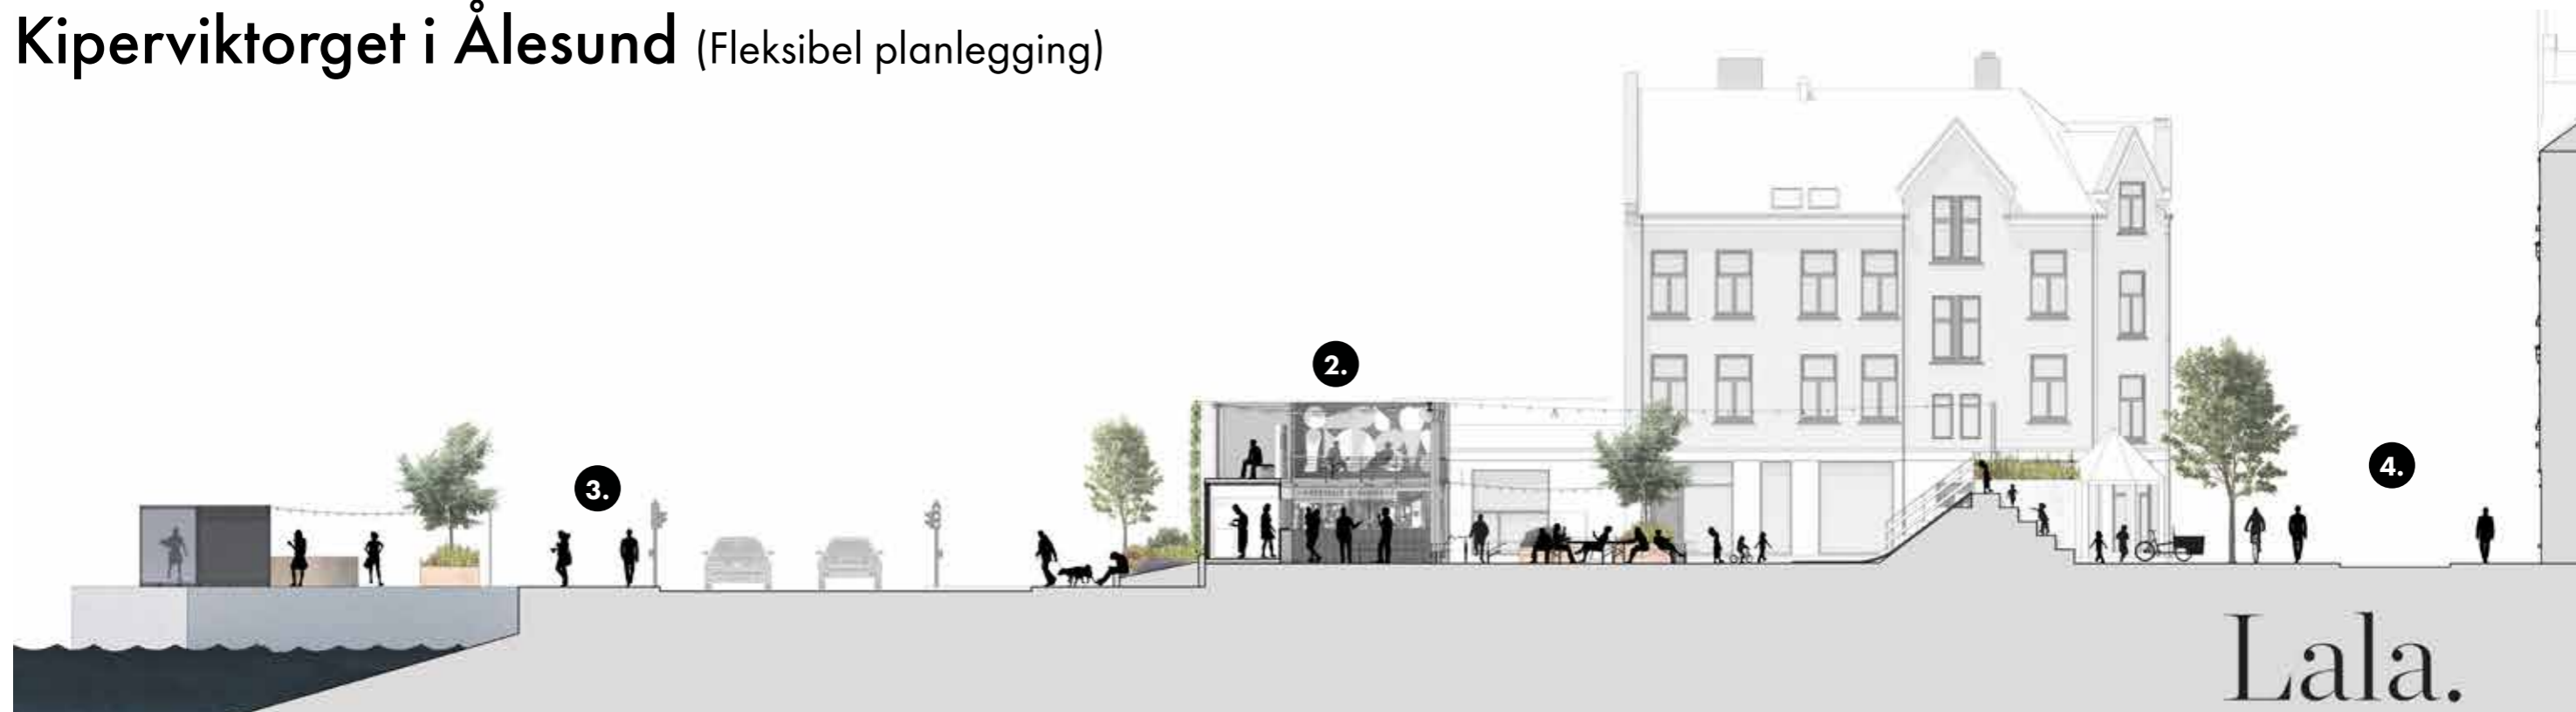 Kiperviktorget i Ålesund (Fleksibel planlegging)
2.
3.
4.
Lala.